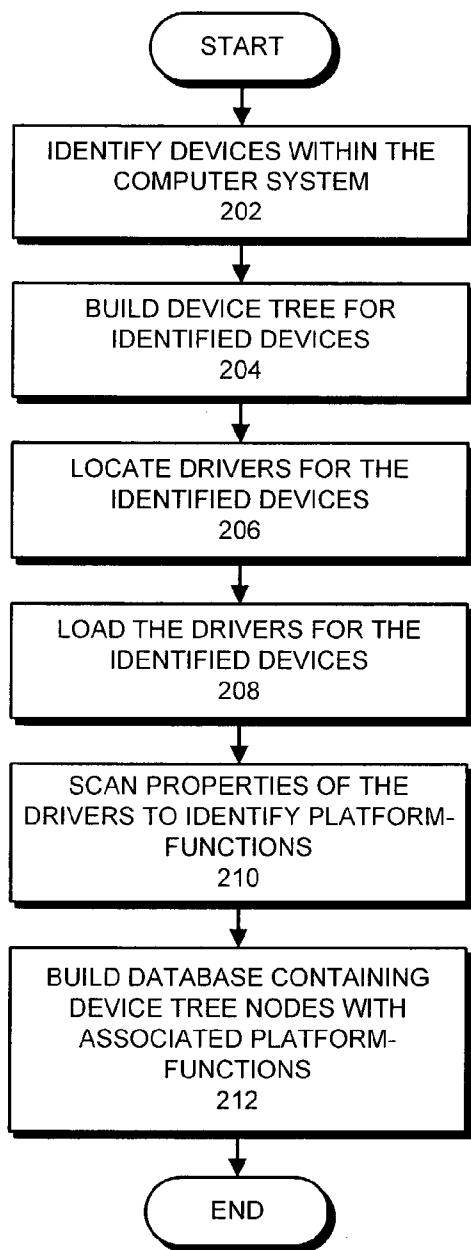 START
IDENTIFY DEVICES WITHIN THE
COMPUTER SYSTEM
202
BUILD DEVICE TREE FOR
IDENTIFIED DEVICES
204
LOCATE DRIVERS FOR THE
IDENTIFIED DEVICES
206
LOAD THE DRIVERS FOR THE
IDENTIFIED DEVICES
208
SCAN PROPERTIES OF THE
DRIVERS TO IDENTIFY PLATFORM-
FUNCTIONS
210
BUILD DATABASE CONTAINING
DEVICE TREE NODES WITH
ASSOCIATED PLATFORM-
FUNCTIONS
212
END